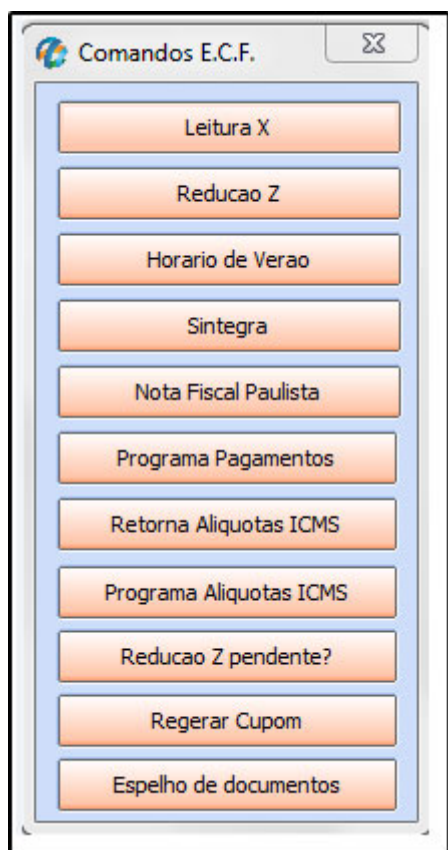 Comandos E.C.F.
Leitura X
Reducao Z
Horario de Verao
Sintegra
Nota Fiscal Paulista
Programa Pagamentos
Retorna Aliquotas ICMS
Programa Aliquotas ICMS
Reducao Z pendente?
Regerar Cupom
Espelho de documentos